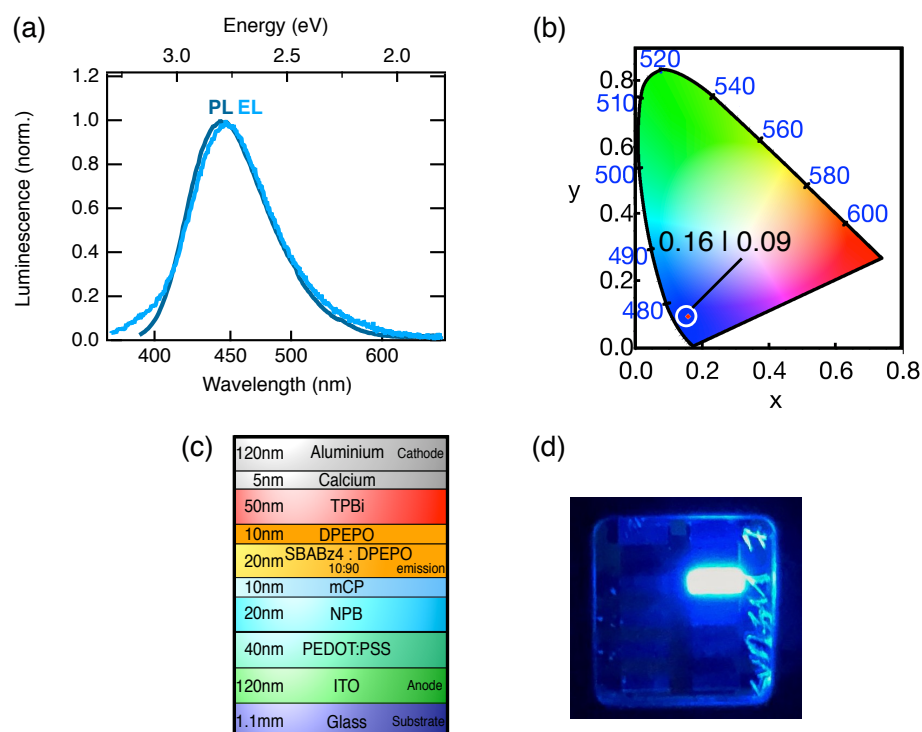 (a)
Energy (eV)
3.0 2.5 2.0
1.2
1.0
0.8
0.6
0.4
0.2
0.0
Luminescence (norm.)
PL EL
400 450 500 600
Wavelength (nm)
(b)
0.8
0.6
0.4
0.2
0.0
y
520
510
540
560
500
580
600
490
480
0.16 | 0.09
0.0 0.2 0.4 0.6 0.8
x
(c)
120nm Aluminium Cathode
5nm Calcium
50nm TPBi
10nm DPEPO
20nm SBABz4 : DPEPO
10:90 emission
10nm mCP
20nm NPB
40nm PEDOT:PSS
120nm ITO Anode
1.1mm Glass Substrate
(d)